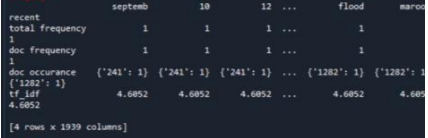 septemb 10 12 ... flood maroo
recent
total frequency 1 1 1 ... 1
1
doc frequency 1 1 1 ... 1
1
doc occurance {'241': 1} {'241': 1} {'241': 1} ... {'1282': 1} {'1282': 1
{'1282': 1}
tf_idf 4.6052 4.6052 4.6052 ... 4.6052 4.605
4.6052
[4 rows x 1939 columns]